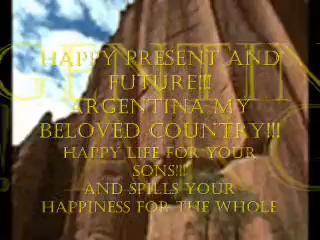 HAPPY PRESENT AND
FUTURE!!!
ARGENTINA MY
BELOVED COUNTRY!!!
HAPPY LIFE FOR YOUR
SONS!!!
AND SPILLS YOUR
HAPPINESS FOR THE WHOLE